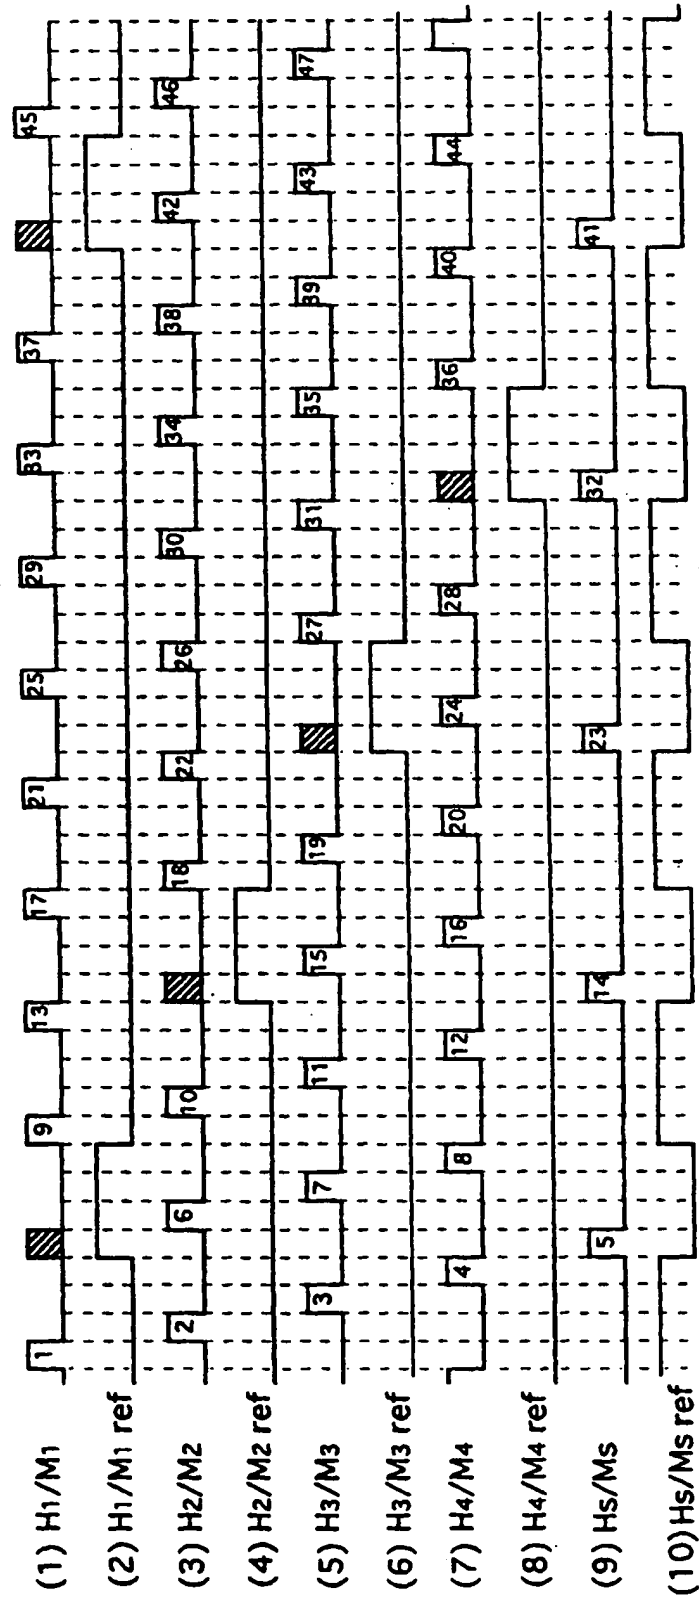 (1) H1/M1 1 9 13 17 21 25 29 33 37 45
(2) H1/M1 ref
(3) H2/M2 2 6 10 18 22 26 30 34 38 42 46
(4) H2/M2 ref
(5) H3/M3 3 7 11 15 19 27 31 35 39 43 47
(6) H3/M3 ref
(7) H4/M4 4 8 12 16 20 24 28 36 40 44
(8) H4/M4 ref
(9) Hs/Ms 5 14 23 32 41
(10) Hs/Ms ref